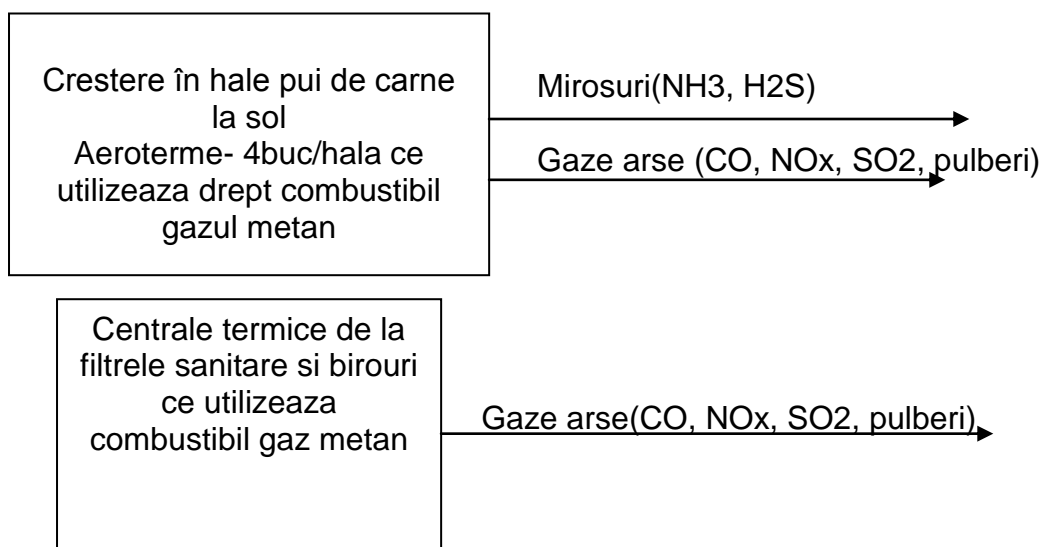 Crestere în hale pui de carne
la sol
Aeroterme- 4buc/hala ce
utilizeaza drept combustibil
gazul metan
Mirosuri(NH3, H2S)
Gaze arse (CO, NOx, SO2, pulberi)
Centrale termice de la
filtrele sanitare si birouri
ce utilizeaza
combustibil gaz metan
Gaze arse(CO, NOx, SO2, pulberi)